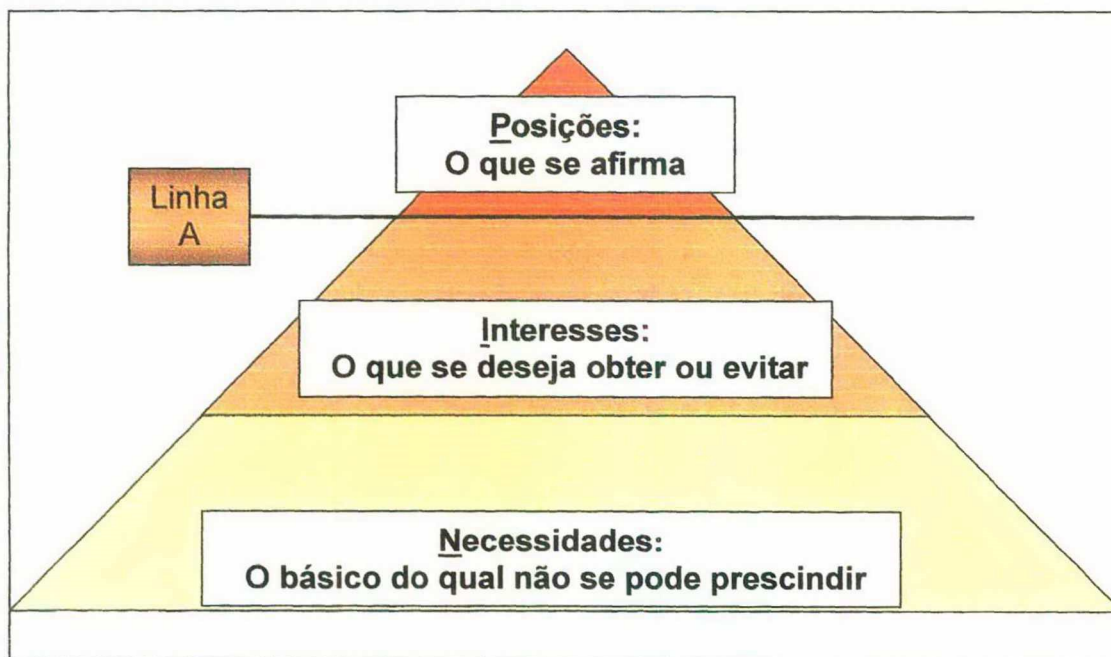 Posições:
O que se afirma
Linha
A
Interesses:
O que se deseja obter ou evitar
Necessidades:
O básico do qual não se pode prescindir